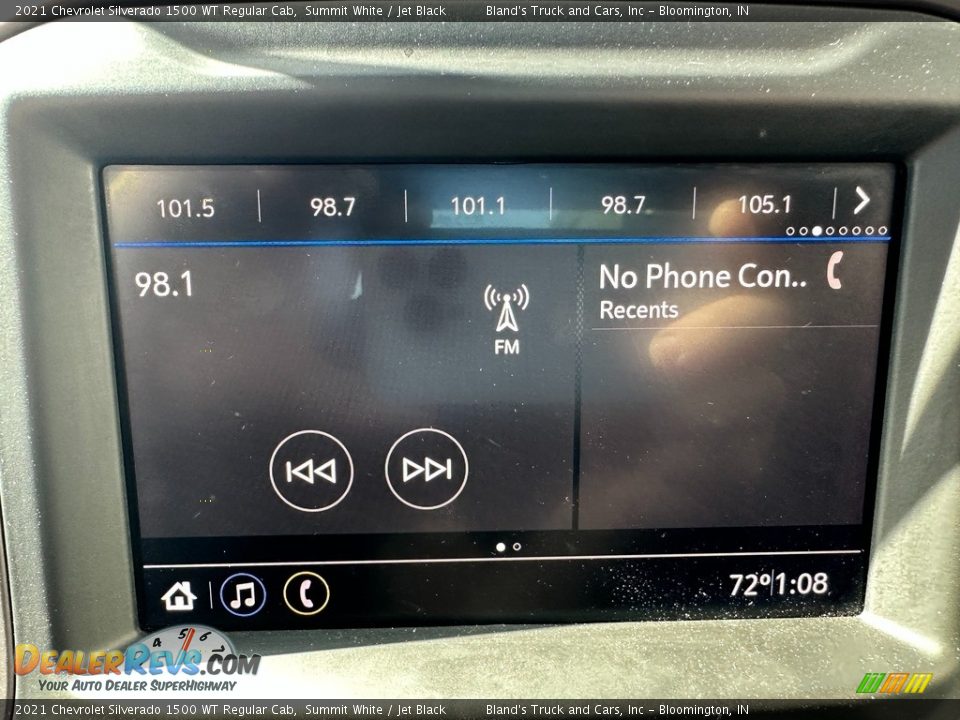 2021 Chevrolet Silverado 1500 WT Regular Cab, Summit White / Jet Black Bland's Truck and Cars, Inc - Bloomington, IN
101.5 98.7 101.1 98.7 105.1
98.1
FM
No Phone Con..
Recents
72º 1:08
4 5 6
DealerRevs.com
Your Auto Dealer SuperHighway
2021 Chevrolet Silverado 1500 WT Regular Cab, Summit White / Jet Black Bland's Truck and Cars, Inc - Bloomington, IN